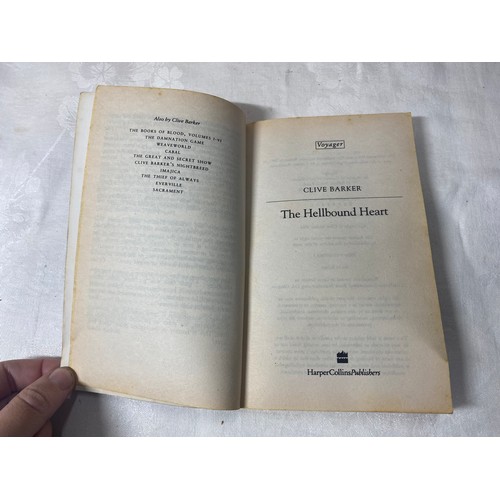 Also by Clive Barker
THE BOOKS OF BLOOD, VOLUMES I-VI
THE DAMNATION GAME
WEAVEWORLD
CABAL
THE GREAT AND SECRET SHOW
CLIVE BARKER'S NIGHTBREED
IMAJICA
THE THIEF OF ALWAYS
EVERVILLE
SACRAMENT
Voyager
CLIVE BARKER
The Hellbound Heart
HarperCollinsPublishers